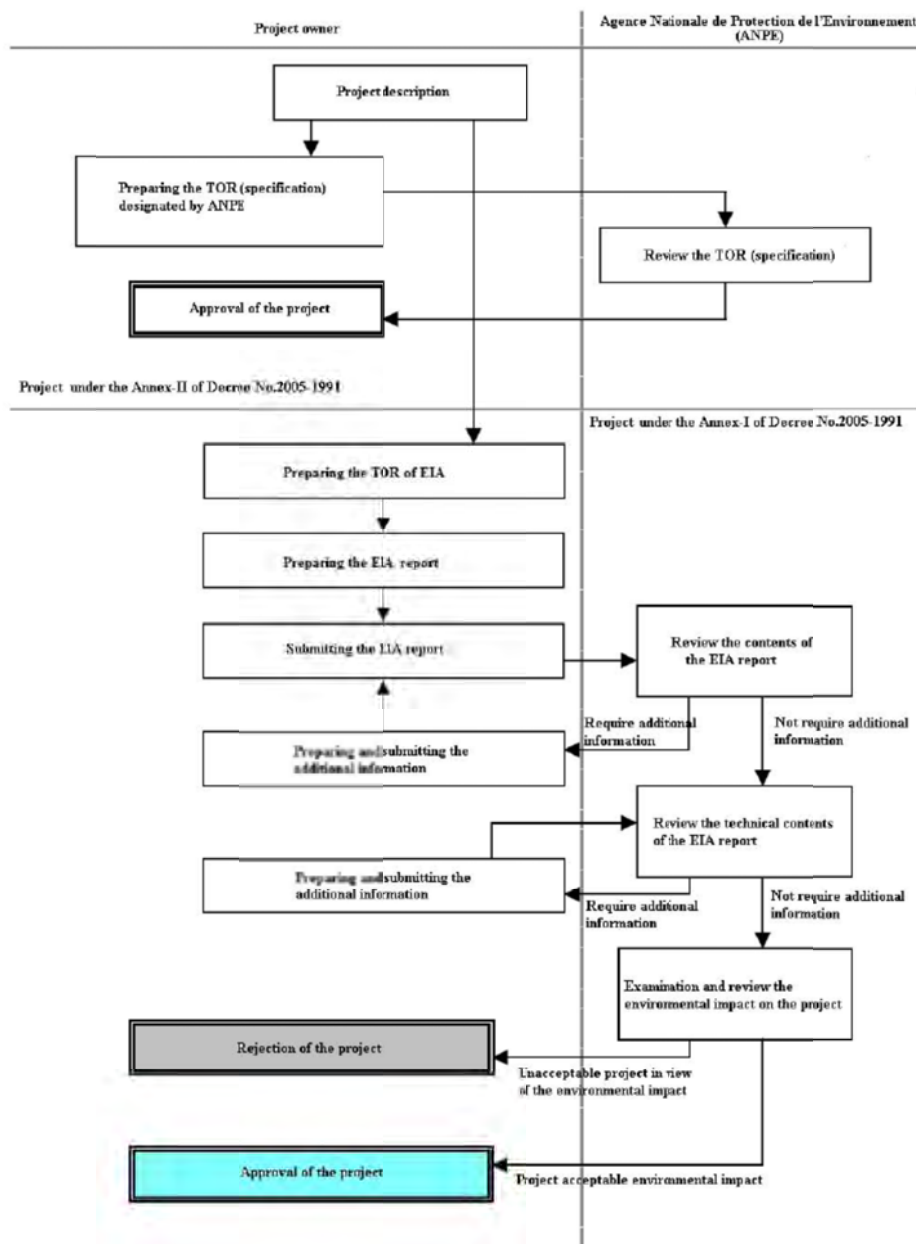 Project owner
Agence Nationale de Protection de l'Environnement
(ANPE)
Project description
Preparing the TOR (specification)
designated by ANPE
Review the TOR (specification)
Approval of the project
Project under the Annex-II of Decree No.2005-1991
Project under the Annex-I of Decree No.2005-1991
Preparing the TOR of EIA
Preparing the EIA report
Submitting the EIA report
Review the contents of
the EIA report
Require additional
information
Not require additional
information
Preparing and submitting the
additional information
Review the technical contents
of the EIA report
Preparing and submitting the
additional information
Require additional
information
Not require additional
information
Examination and review the
environmental impact on the project
Rejection of the project
Unacceptable project in view
of the environmental impact
Approval of the project
Project acceptable environmental impact